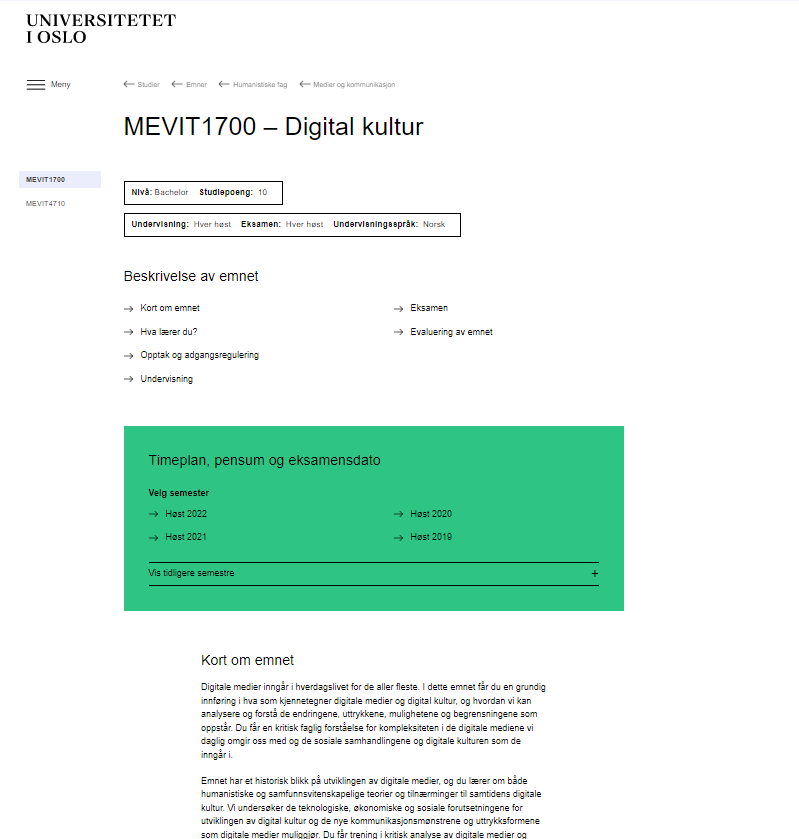 UNIVERSITETET
I OSLO
Meny
Studier
Emner
Humanistiske fag
Medier og kommunikasjon
MEVIT1700 – Digital kultur
MEVIT1700
MEVIT4710
Nivå: Bachelor Studiepoeng: 10
Undervisning: Hver høst Eksamen: Hver høst Undervisningsspråk: Norsk
Beskrivelse av emnet
Kort om emnet
Hva lærer du?
Opptak og adgangsregulering
Undervisning
Eksamen
Evaluering av emnet
Timeplan, pensum og eksamensdato
Velg semester
Høst 2022
Høst 2021
Høst 2020
Høst 2019
Vis tidligere semestre +
Kort om emnet
Digitale medier inngår i hverdagslivet for de aller fleste. I dette emnet får du en grundig
innføring i hva som kjennetegner digitale medier og digital kultur, og hvordan vi kan
analysere og forstå de endringene, uttrykkene, mulighetene og begrensningene som
oppstår. Du får en kritisk faglig forståelse for kompleksiteten i de digitale mediene vi
daglig omgir oss med og de sosiale samhandlingene og digitale kulturen som de
inngår i.
Emnet har et historisk blikk på utviklingen av digitale medier, og du lærer om både
humanistiske og samfunnsvitenskapelige teorier og tilnærminger til samtidens digitale
kultur. Vi undersøker de teknologiske, økonomiske og sosiale forutsetningene for
utviklingen av digital kultur og de nye kommunikasjonsmønstrene og uttrykksformene
som digitale medier muliggjør. Du får trening i kritisk analyse av digitale medier og